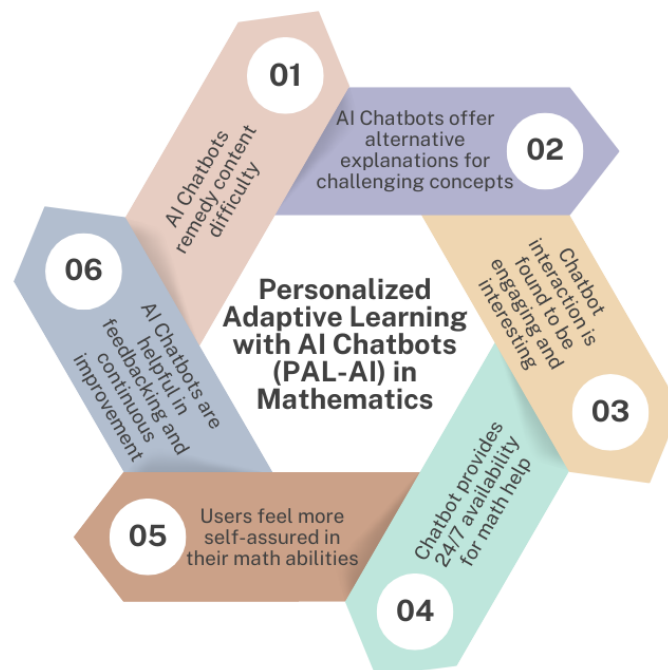 01
AI Chatbots
remedy content
difficulty
AI Chatbots offer
alternative
explanations for
challenging concepts
02
Chatbot
interaction is
found to be
engaging and
interesting
03
Chatbot provides
24/7 availability
for math help
04
Users feel more
self-assured in
their math abilities
05
AI Chatbots are
helpful in
feedbacking and
continuous
improvement
06
Personalized
Adaptive Learning
with AI Chatbots
(PAL-AI) in
Mathematics